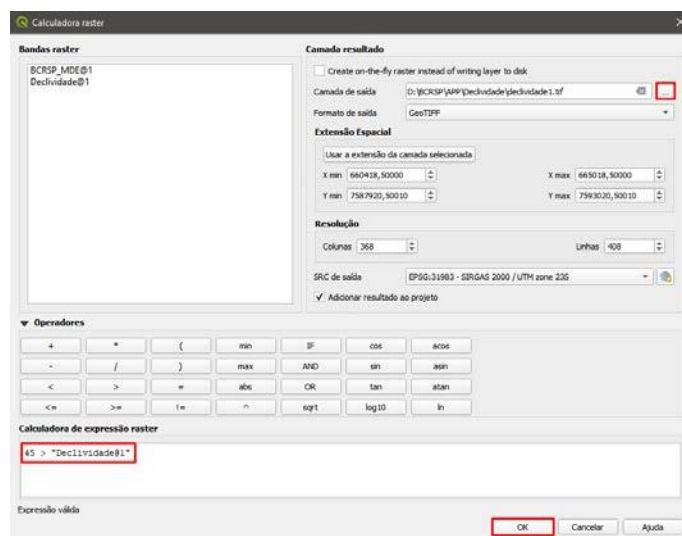 Calculadora raster
Bandas raster
BCRSP_MDE@1
Declividade@1
Camada resultado
Create on-the-fly raster instead of writing layer to disk
Camada de saída D:\BCRSP\APP\Declividade\declividade1.tif ...
Formato de saída GeoTIFF
Extensão Espacial
Usar a extensão da camada selecionada
X min 660418,50000 X max 665018,50000
Y min 7587920,50010 Y max 7593020,50010
Resolução
Colunas 368 Linhas 408
SRC de saída EPSG:31983 - SIRGAS 2000 / UTM zone 23S
Adicionar resultado ao projeto
Operadores
+ * ( min IF cos acos
- / ) max AND sin asin
< > = abs OR tan atan
<= >= != ^ sqrt log10 ln
Calculadora de expressão raster
45 > "Declividade@1"
Expressão válida
OK Cancelar Ajuda